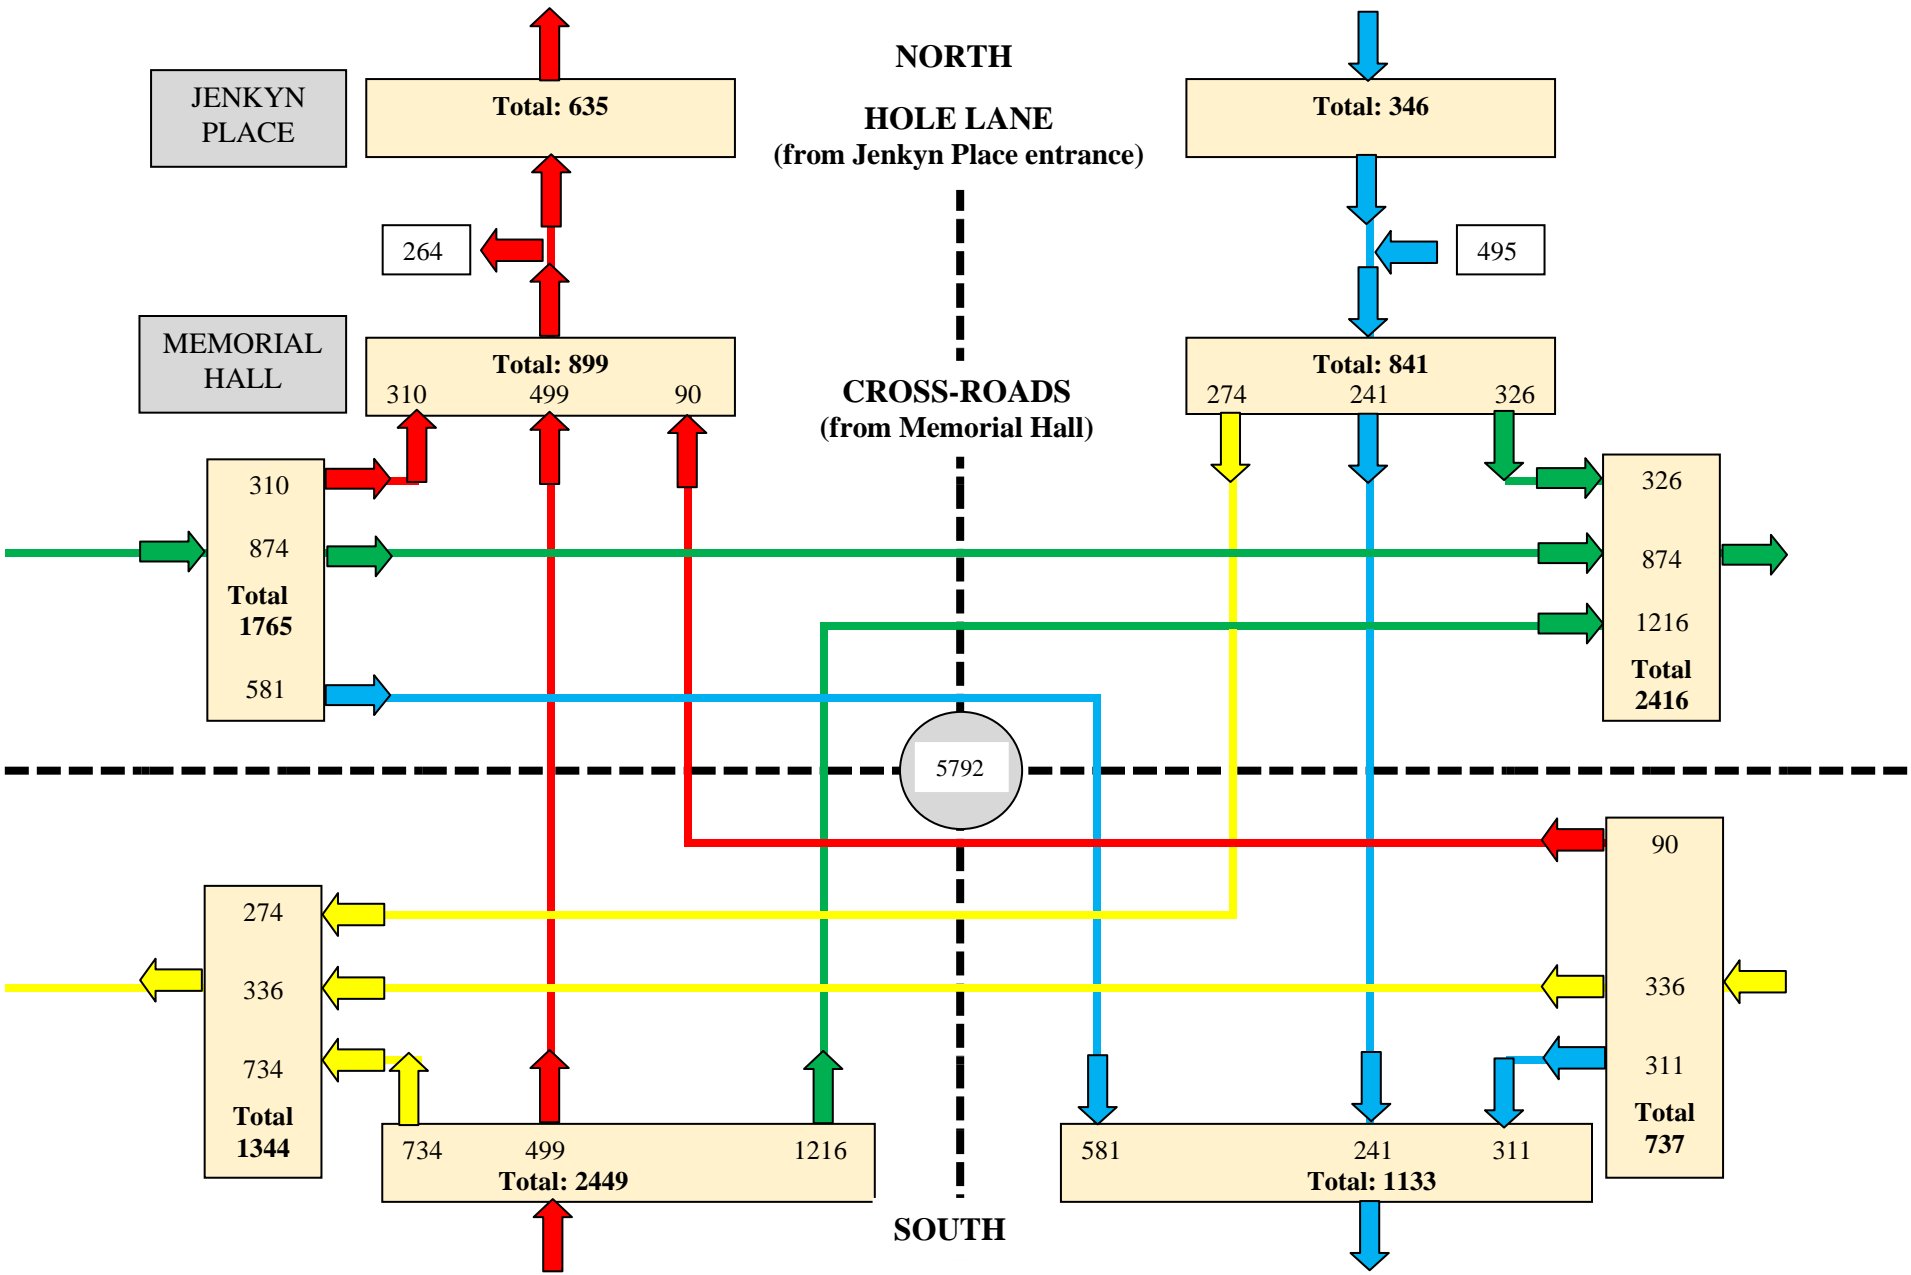 NORTH
JENKYN
PLACE
Total: 635
HOLE LANE
(from Jenkyn Place entrance)
Total: 346
264
495
MEMORIAL
HALL
Total: 899
310 499 90
CROSS-ROADS
(from Memorial Hall)
Total: 841
274 241 326
310
874
Total
1765
581
326
874
1216
Total
2416
5792
274
336
734
Total
1344
90
336
311
Total
737
734 499 1216
Total: 2449
581 241 311
Total: 1133
SOUTH